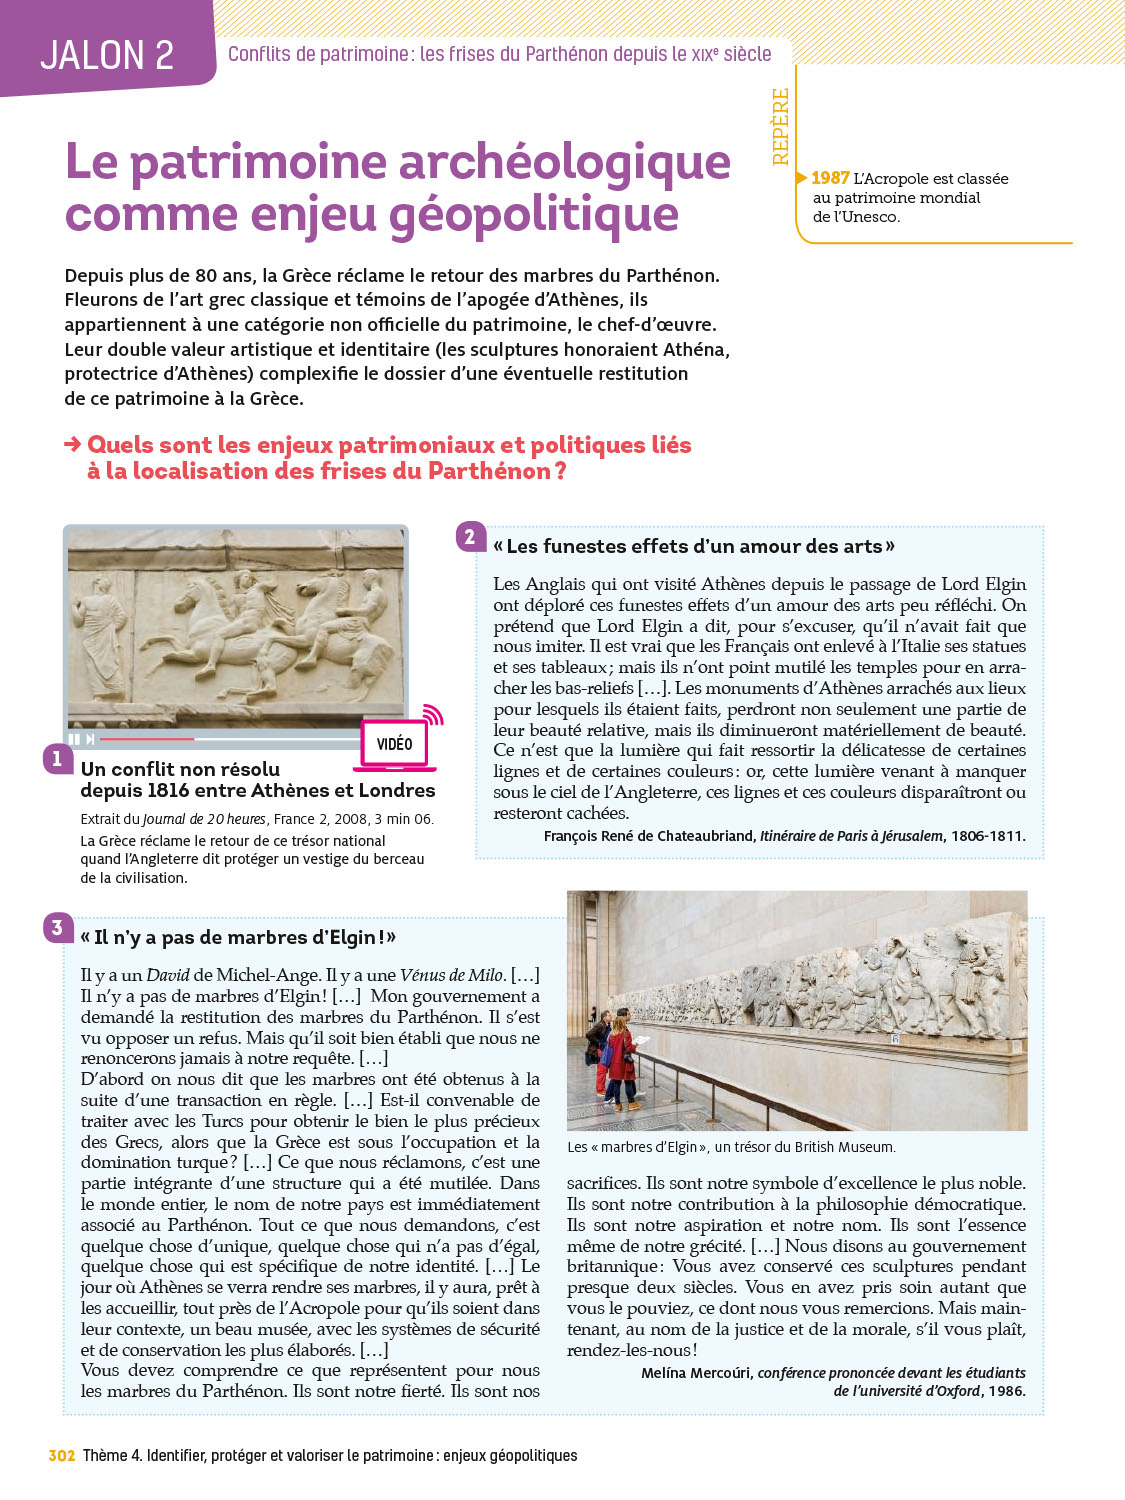 JALON 2
Conflits de patrimoine : les frises du Parthénon depuis le XIXe siècle
REPÈRE
1987 L'Acropole est classée
au patrimoine mondial
de l'Unesco.
Le patrimoine archéologique
comme enjeu géopolitique
Depuis plus de 80 ans, la Grèce réclame le retour des marbres du Parthénon.
Fleurons de l'art grec classique et témoins de l'apogée d'Athènes, ils
appartiennent à une catégorie non officielle du patrimoine, le chef-d'œuvre.
Leur double valeur artistique et identitaire (les sculptures honoraient Athéna,
protectrice d'Athènes) complexifie le dossier d'une éventuelle restitution
de ce patrimoine à la Grèce.
→ Quels sont les enjeux patrimoniaux et politiques liés
à la localisation des frises du Parthénon ?
VIDÉO
1
Un conflit non résolu
depuis 1816 entre Athènes et Londres
Extrait du Journal de 20 heures, France 2, 2008, 3 min 06.
La Grèce réclame le retour de ce trésor national
quand l'Angleterre dit protéger un vestige du berceau
de la civilisation.
2
« Les funestes effets d'un amour des arts »
Les Anglais qui ont visité Athènes depuis le passage de Lord Elgin
ont déploré ces funestes effets d'un amour des arts peu réfléchi. On
prétend que Lord Elgin a dit, pour s'excuser, qu'il n'avait fait que
nous imiter. Il est vrai que les Français ont enlevé à l'Italie ses statues
et ses tableaux ; mais ils n'ont point mutilé les temples pour en arra-
cher les bas-reliefs […]. Les monuments d'Athènes arrachés aux lieux
pour lesquels ils étaient faits, perdront non seulement une partie de
leur beauté relative, mais ils diminueront matériellement de beauté.
Ce n'est que la lumière qui fait ressortir la délicatesse de certaines
lignes et de certaines couleurs : or, cette lumière venant à manquer
sous le ciel de l'Angleterre, ces lignes et ces couleurs disparaîtront ou
resteront cachées.
François René de Chateaubriand, Itinéraire de Paris à Jérusalem, 1806-1811.
3
« Il n'y a pas de marbres d'Elgin ! »
Il y a un David de Michel-Ange. Il y a une Vénus de Milo. […]
Il n'y a pas de marbres d'Elgin ! […] Mon gouvernement a
demandé la restitution des marbres du Parthénon. Il s'est
vu opposer un refus. Mais qu'il soit bien établi que nous ne
renoncerons jamais à notre requête. […]
D'abord on nous dit que les marbres ont été obtenus à la
suite d'une transaction en règle. […] Est-il convenable de
traiter avec les Turcs pour obtenir le bien le plus précieux
des Grecs, alors que la Grèce est sous l'occupation et la
domination turque ? […] Ce que nous réclamons, c'est une
partie intégrante d'une structure qui a été mutilée. Dans
le monde entier, le nom de notre pays est immédiatement
associé au Parthénon. Tout ce que nous demandons, c'est
quelque chose d'unique, quelque chose qui n'a pas d'égal,
quelque chose qui est spécifique de notre identité. […] Le
jour où Athènes se verra rendre ses marbres, il y aura, prêt à
les accueillir, tout près de l'Acropole pour qu'ils soient dans
leur contexte, un beau musée, avec les systèmes de sécurité
et de conservation les plus élaborés. […]
Vous devez comprendre ce que représentent pour nous
les marbres du Parthénon. Ils sont notre fierté. Ils sont nos
Les « marbres d'Elgin », un trésor du British Museum.
sacrifices. Ils sont notre symbole d'excellence le plus noble.
Ils sont notre contribution à la philosophie démocratique.
Ils sont notre aspiration et notre nom. Ils sont l'essence
même de notre grécité. […] Nous disons au gouvernement
britannique : Vous avez conservé ces sculptures pendant
presque deux siècles. Vous en avez pris soin autant que
vous le pouviez, ce dont nous vous remercions. Mais main-
tenant, au nom de la justice et de la morale, s'il vous plaît,
rendez-les-nous !
Melína Mercoúri, conférence prononcée devant les étudiants
de l'université d'Oxford, 1986.
302 Thème 4. Identifier, protéger et valoriser le patrimoine : enjeux géopolitiques